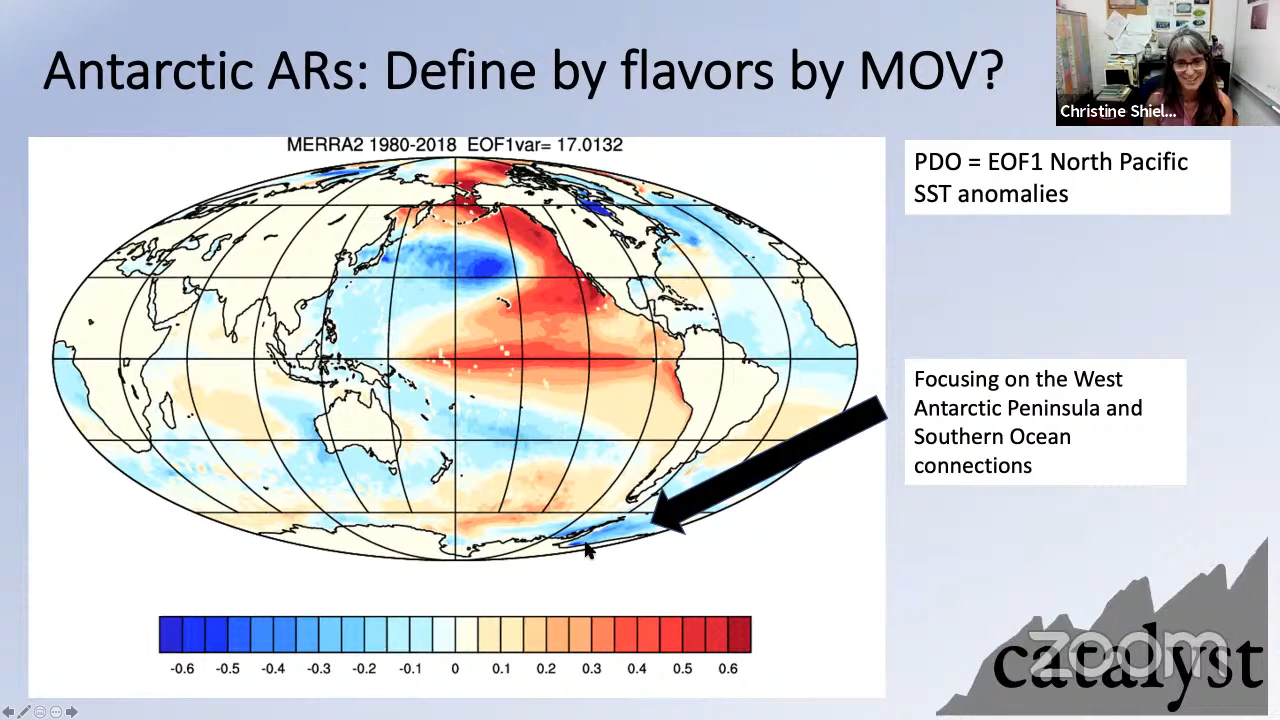 Antarctic ARs: Define by flavors by MOV?
Christine Shiel...
MERRA2 1980-2018 EOF1var= 17.0132
PDO = EOF1 North Pacific
SST anomalies
Focusing on the West
Antarctic Peninsula and
Southern Ocean
connections
-0.6 -0.5 -0.4 -0.3 -0.2 -0.1 0 0.1 0.2 0.3 0.4 0.5 0.6
zoom
catalyst